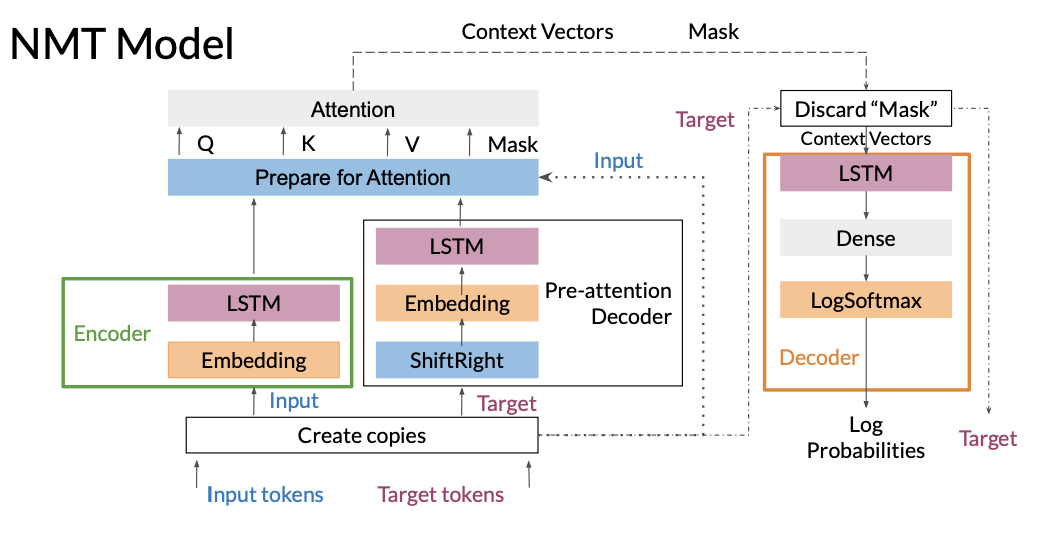 NMT Model
Context Vectors Mask
Attention
Q K V Mask
Prepare for Attention
Input
Target
Discard “Mask”
Context Vectors
LSTM
Dense
LogSoftmax
Decoder
Log
Probabilities
Target
LSTM
Embedding
ShiftRight
Pre-attention
Decoder
Encoder
LSTM
Embedding
Input
Target
Create copies
Input tokens
Target tokens